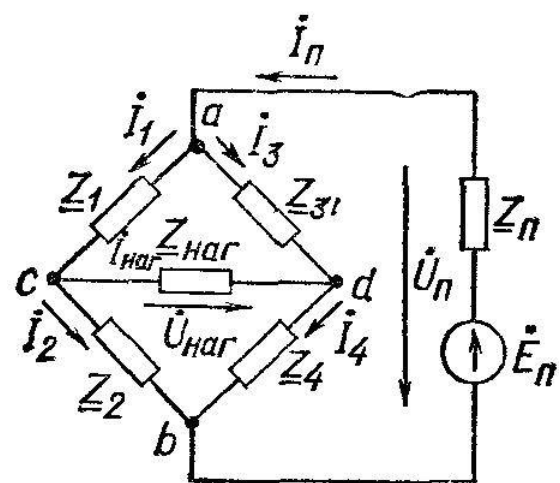 İп
İ1 a İ3
Z1 Z3 Zп
İнаг Zнаг
c d U̇п
İ2 U̇наг İ4 Ėп
Z2 Z4
b